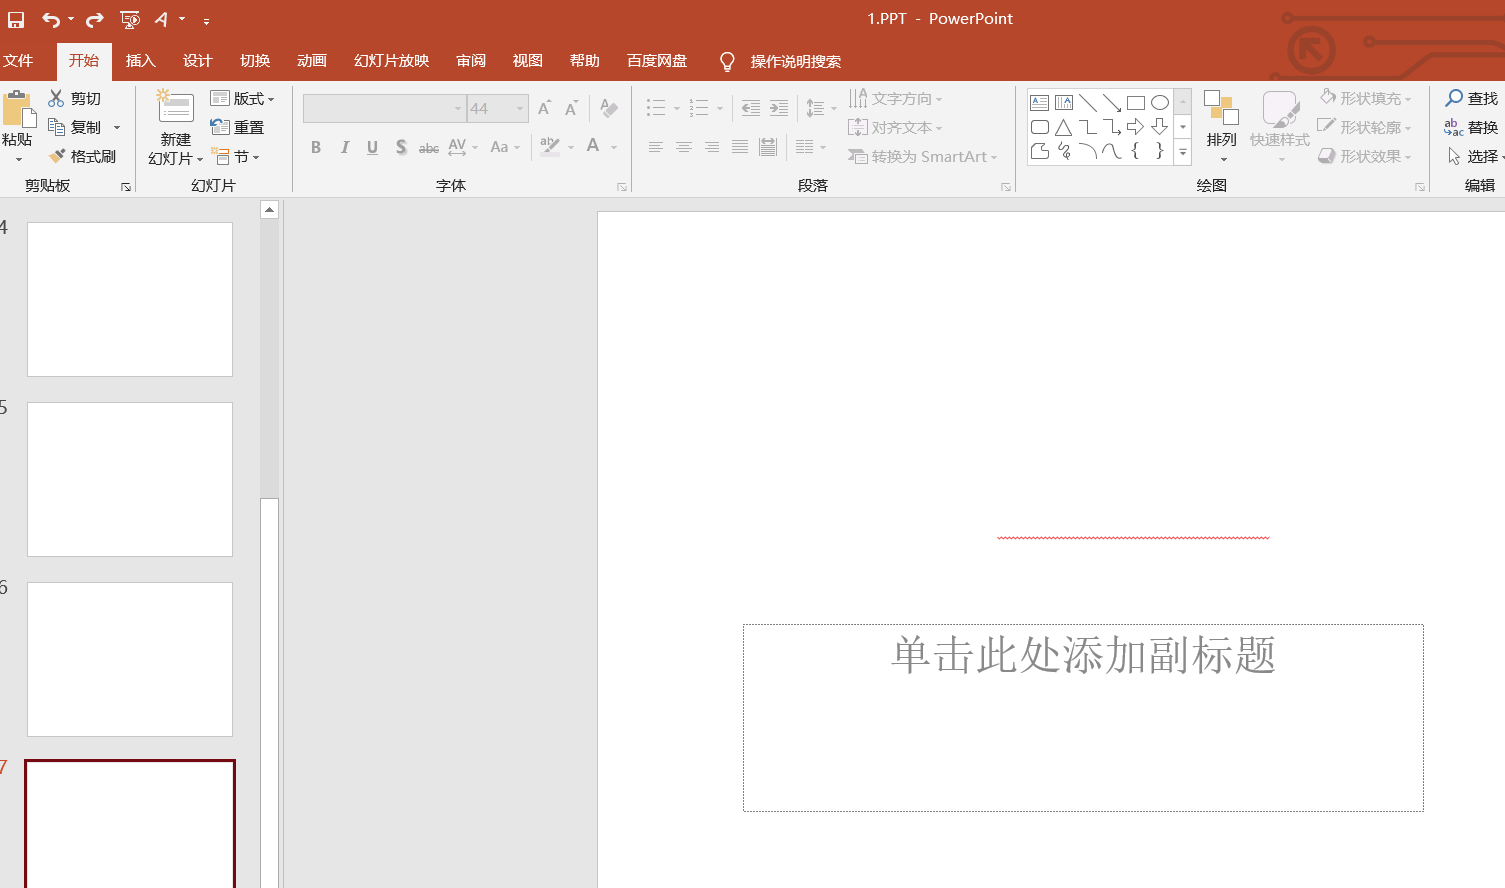 1.PPT - PowerPoint
文件 开始 插入 设计 切换 动画 幻灯片放映 审阅 视图 帮助 百度网盘 操作说明搜索
粘贴
剪切
复制
格式刷
剪贴板
新建
幻灯片
版式
重置
节
幻灯片
44
B I U S abc AV Aa A
字体
文字方向
对齐文本
转换为 SmartArt
段落
排列
快速样式
形状填充
形状轮廓
形状效果
绘图
查找
替换
选择
编辑
4
5
6
7
单击此处添加副标题